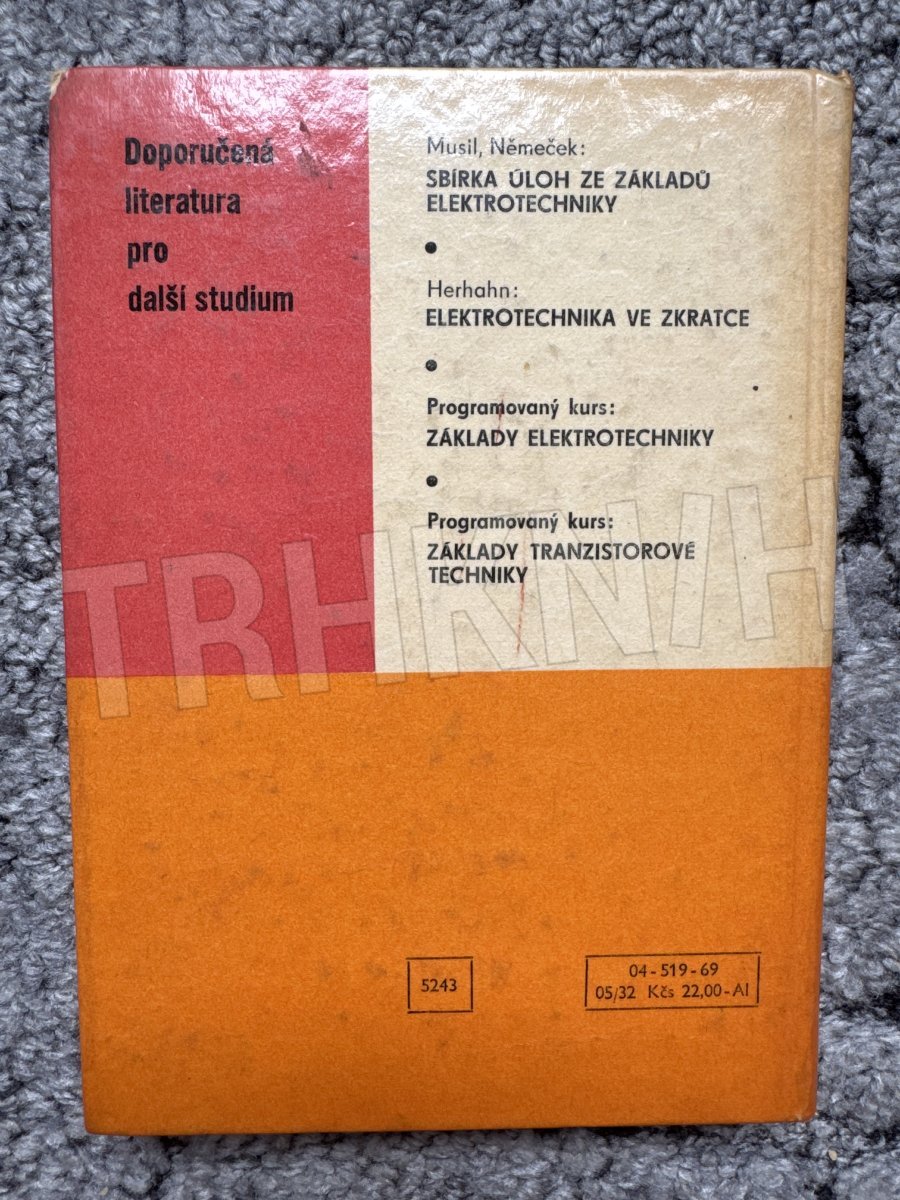 Doporučená
literatura
pro
další studium
Musil, Němeček:
SBÍRKA ÚLOH ZE ZÁKLADŮ
ELEKTROTECHNIKY
Herhahn:
ELEKTROTECHNIKA VE ZKRATCE
Programovaný kurs:
ZÁKLADY ELEKTROTECHNIKY
Programovaný kurs:
ZÁKLADY TRANZISTOROVÉ
TECHNIKY
TRHKNIH
5243
04-519-69
05/32 Kčs 22,00-AI